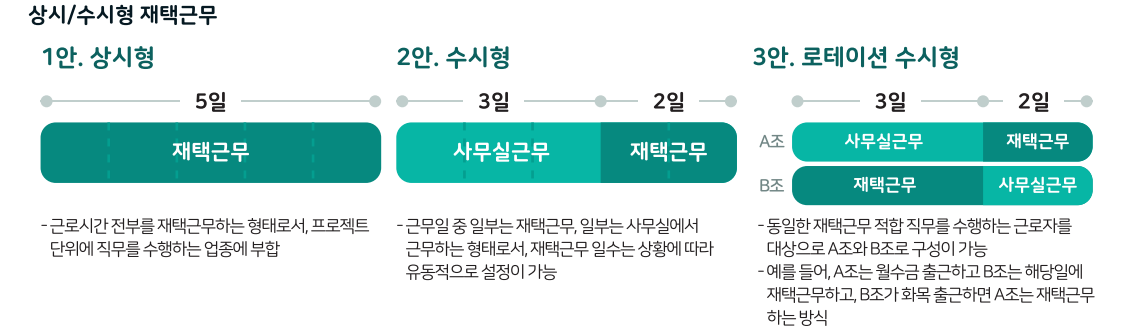 상시/수시형 재택근무
1안. 상시형
5일
재택근무
- 근로시간 전부를 재택근무하는 형태로서, 프로젝트
단위에 직무를 수행하는 업종에 부합
2안. 수시형
3일
2일
사무실근무
재택근무
- 근무일 중 일부는 재택근무, 일부는 사무실에서
근무하는 형태로서, 재택근무 일수는 상황에 따라
유동적으로 설정이 가능
3안. 로테이션 수시형
3일
2일
A조
사무실근무
재택근무
B조
재택근무
사무실근무
- 동일한 재택근무 적합 직무를 수행하는 근로자를
대상으로 A조와 B조로 구성이 가능
- 예를 들어, A조는 월수금 출근하고 B조는 해당일에
재택근무하고, B조가 화목 출근하면 A조는 재택근무
하는 방식